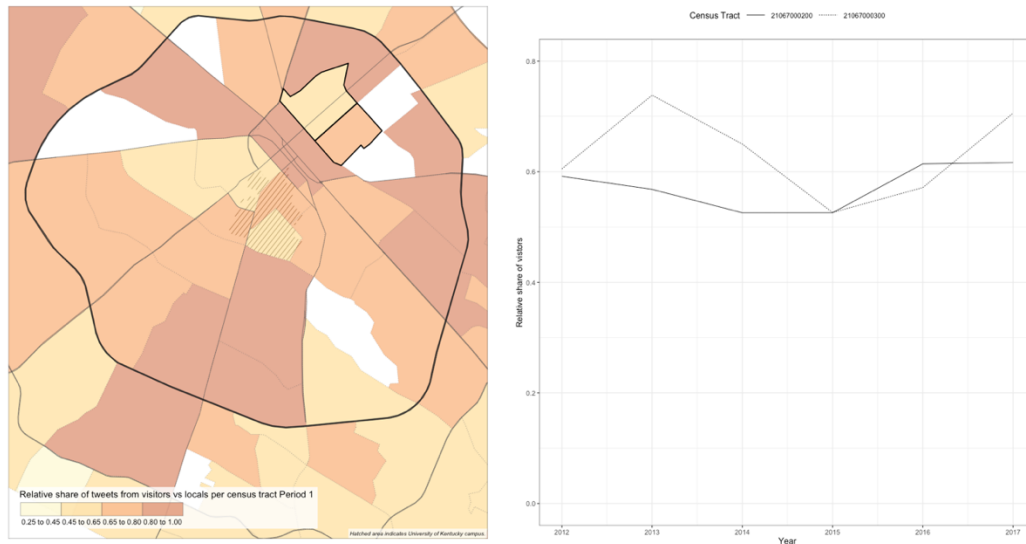 Relative share of tweets from visitors vs locals per census tract Period 1
0.25 to 0.45 0.45 to 0.65 0.65 to 0.80 0.80 to 1.00
Hatched area indicates University of Kentucky campus.
Census Tract 21067000200 21067000300
Relative share of vistors
0.8
0.6
0.4
0.2
0.0
2012 2013 2014 2015 2016 2017
Year